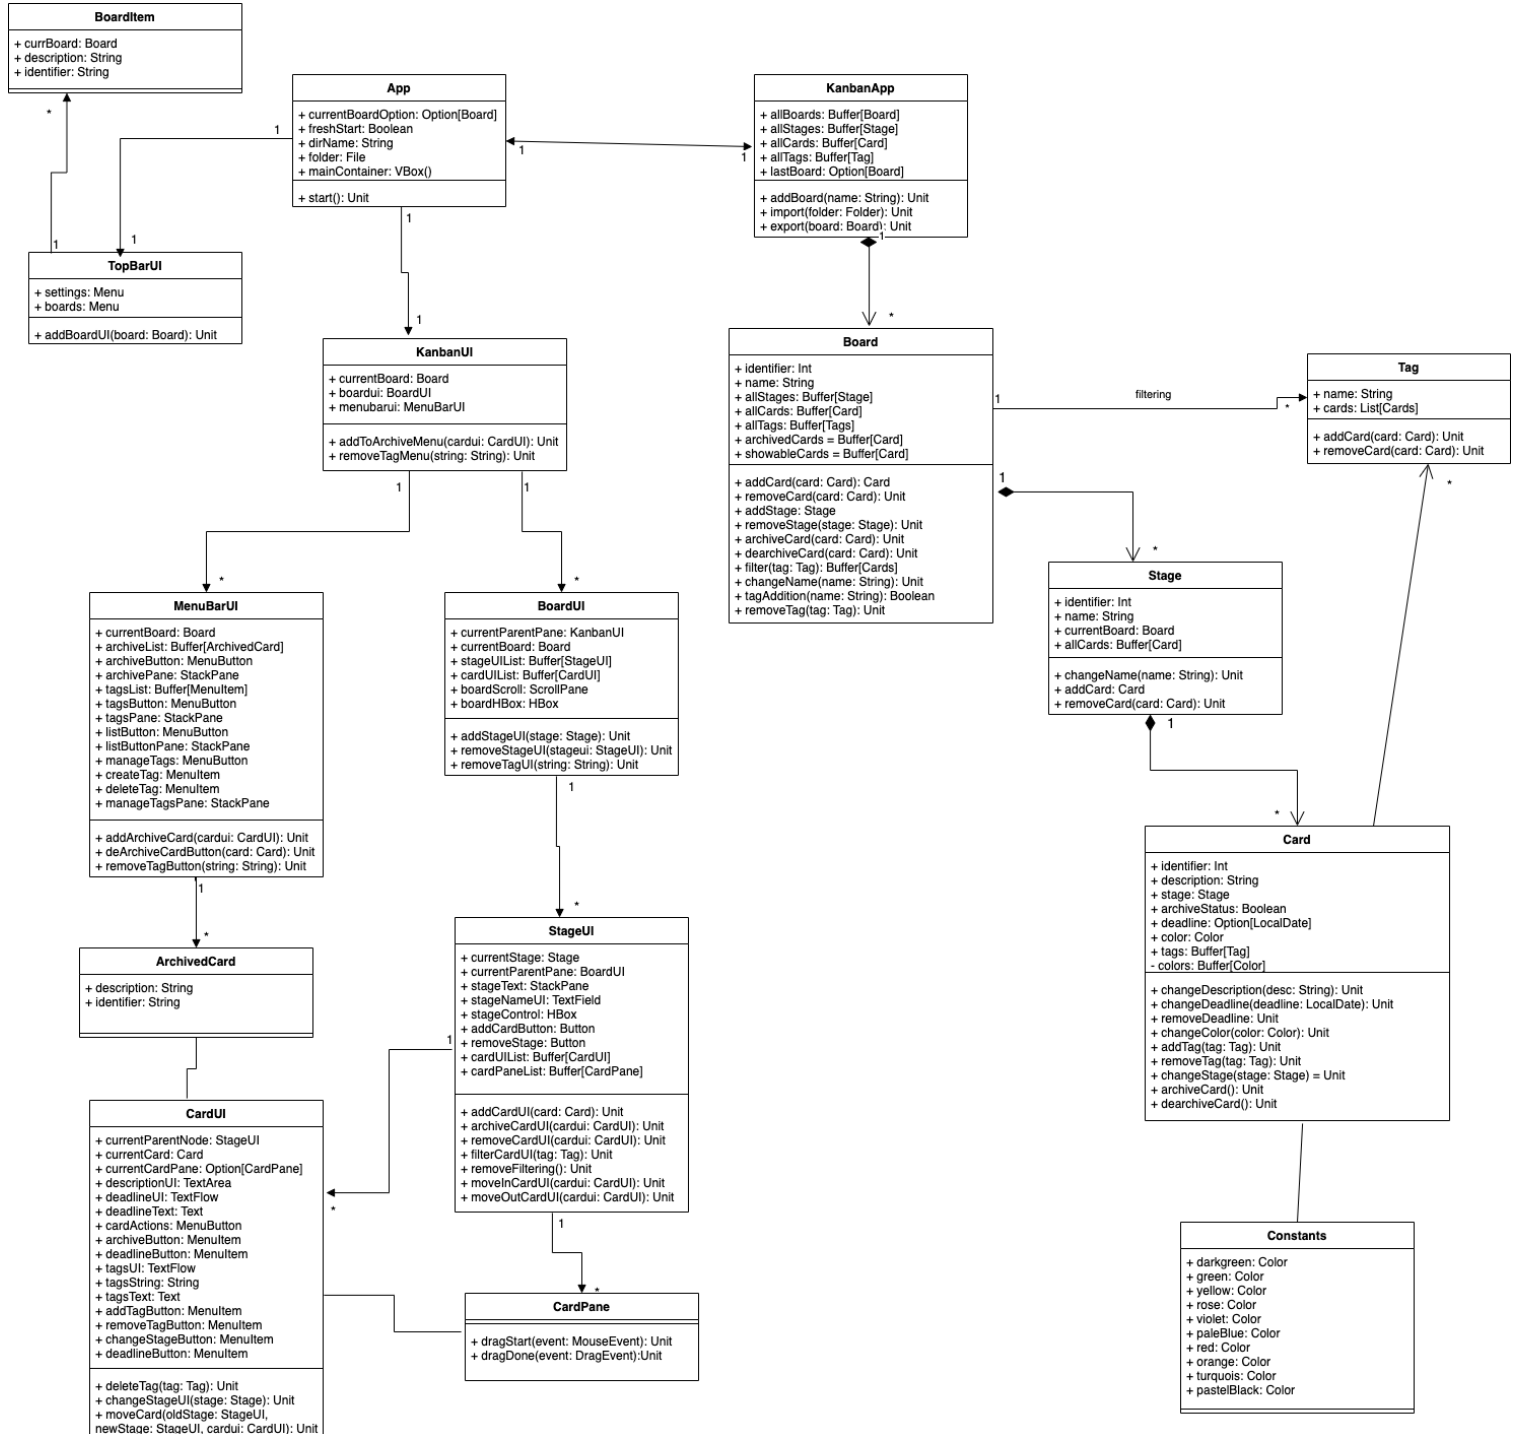 BoardItem
+ currBoard: Board
+ description: String
+ identifier: String
*
1
App
+ currentBoardOption: Option[Board]
+ freshStart: Boolean
+ dirName: String
+ folder: File
+ mainContainer: VBox()
+ start(): Unit
1
1
1
1
KanbanApp
+ allBoards: Buffer[Board]
+ allStages: Buffer[Stage]
+ allCards: Buffer[Card]
+ allTags: Buffer[Tag]
+ lastBoard: Option[Board]
+ addBoard(name: String): Unit
+ import(folder: Folder): Unit
+ export(board: Board): Unit
1
*
TopBarUI
+ settings: Menu
+ boards: Menu
+ addBoardUI(board: Board): Unit
1
1
KanbanUI
+ currentBoard: Board
+ boardui: BoardUI
+ menubarui: MenuBarUI
+ addToArchiveMenu(cardui: CardUI): Unit
+ removeTagMenu(string: String): Unit
1
1
*
*
Board
+ identifier: Int
+ name: String
+ allStages: Buffer[Stage]
+ allCards: Buffer[Card]
+ allTags: Buffer[Tags]
+ archivedCards = Buffer[Card]
+ showableCards = Buffer[Card]
+ addCard(card: Card): Card
+ removeCard(card: Card): Unit
+ addStage: Stage
+ removeStage(stage: Stage): Unit
+ archiveCard(card: Card): Unit
+ dearchiveCard(card: Card): Unit
+ filter(tag: Tag): Buffer[Cards]
+ changeName(name: String): Unit
+ tagAddition(name: String): Boolean
+ removeTag(tag: Tag): Unit
1
filtering
*
Tag
+ name: String
+ cards: List[Cards]
+ addCard(card: Card): Unit
+ removeCard(card: Card): Unit
*
1
*
Stage
+ identifier: Int
+ name: String
+ currentBoard: Board
+ allCards: Buffer[Card]
+ changeName(name: String): Unit
+ addCard: Card
+ removeCard(card: Card): Unit
1
*
MenuBarUI
+ currentBoard: Board
+ archiveList: Buffer[ArchivedCard]
+ archiveButton: MenuButton
+ archivePane: StackPane
+ tagsList: Buffer[MenuItem]
+ tagsButton: MenuButton
+ tagsPane: StackPane
+ listButton: MenuButton
+ listButtonPane: StackPane
+ manageTags: MenuButton
+ createTag: MenuItem
+ deleteTag: MenuItem
+ manageTagsPane: StackPane
+ addArchiveCard(cardui: CardUI): Unit
+ deArchiveCardButton(card: Card): Unit
+ removeTagButton(string: String): Unit
1
*
BoardUI
+ currentParentPane: KanbanUI
+ currentBoard: Board
+ stageUIList: Buffer[StageUI]
+ cardUIList: Buffer[CardUI]
+ boardScroll: ScrollPane
+ boardHBox: HBox
+ addStageUI(stage: Stage): Unit
+ removeStageUI(stageui: StageUI): Unit
+ removeTagUI(string: String): Unit
1
*
Card
+ identifier: Int
+ description: String
+ stage: Stage
+ archiveStatus: Boolean
+ deadline: Option[LocalDate]
+ color: Color
+ tags: Buffer[Tag]
- colors: Buffer[Color]
+ changeDescription(desc: String): Unit
+ changeDeadline(deadline: LocalDate): Unit
+ removeDeadline: Unit
+ changeColor(color: Color): Unit
+ addTag(tag: Tag): Unit
+ removeTag(tag: Tag): Unit
+ changeStage(stage: Stage) = Unit
+ archiveCard(): Unit
+ dearchiveCard(): Unit
ArchivedCard
+ description: String
+ identifier: String
StageUI
+ currentStage: Stage
+ currentParentPane: BoardUI
+ stageText: StackPane
+ stageNameUI: TextField
+ stageControl: HBox
+ addCardButton: Button
+ removeStage: Button
+ cardUIList: Buffer[CardUI]
+ cardPaneList: Buffer[CardPane]
+ addCardUI(card: Card): Unit
+ archiveCardUI(cardui: CardUI): Unit
+ removeCardUI(cardui: CardUI): Unit
+ filterCardUI(tag: Tag): Unit
+ removeFiltering(): Unit
+ moveInCardUI(cardui: CardUI): Unit
+ moveOutCardUI(cardui: CardUI): Unit
1
*
1
*
CardUI
+ currentParentNode: StageUI
+ currentCard: Card
+ currentCardPane: Option[CardPane]
+ descriptionUI: TextArea
+ deadlineUI: TextFlow
+ deadlineText: Text
+ cardActions: MenuButton
+ archiveButton: MenuItem
+ deadlineButton: MenuItem
+ tagsUI: TextFlow
+ tagsString: String
+ tagsText: Text
+ addTagButton: MenuItem
+ removeTagButton: MenuItem
+ changeStageButton: MenuItem
+ deadlineButton: MenuItem
+ deleteTag(tag: Tag): Unit
+ changeStageUI(stage: Stage): Unit
+ moveCard(oldStage: StageUI,
newStage: StageUI, cardui: CardUI): Unit
CardPane
+ dragStart(event: MouseEvent): Unit
+ dragDone(event: DragEvent):Unit
Constants
+ darkgreen: Color
+ green: Color
+ yellow: Color
+ rose: Color
+ violet: Color
+ paleBlue: Color
+ red: Color
+ orange: Color
+ turquois: Color
+ pastelBlack: Color